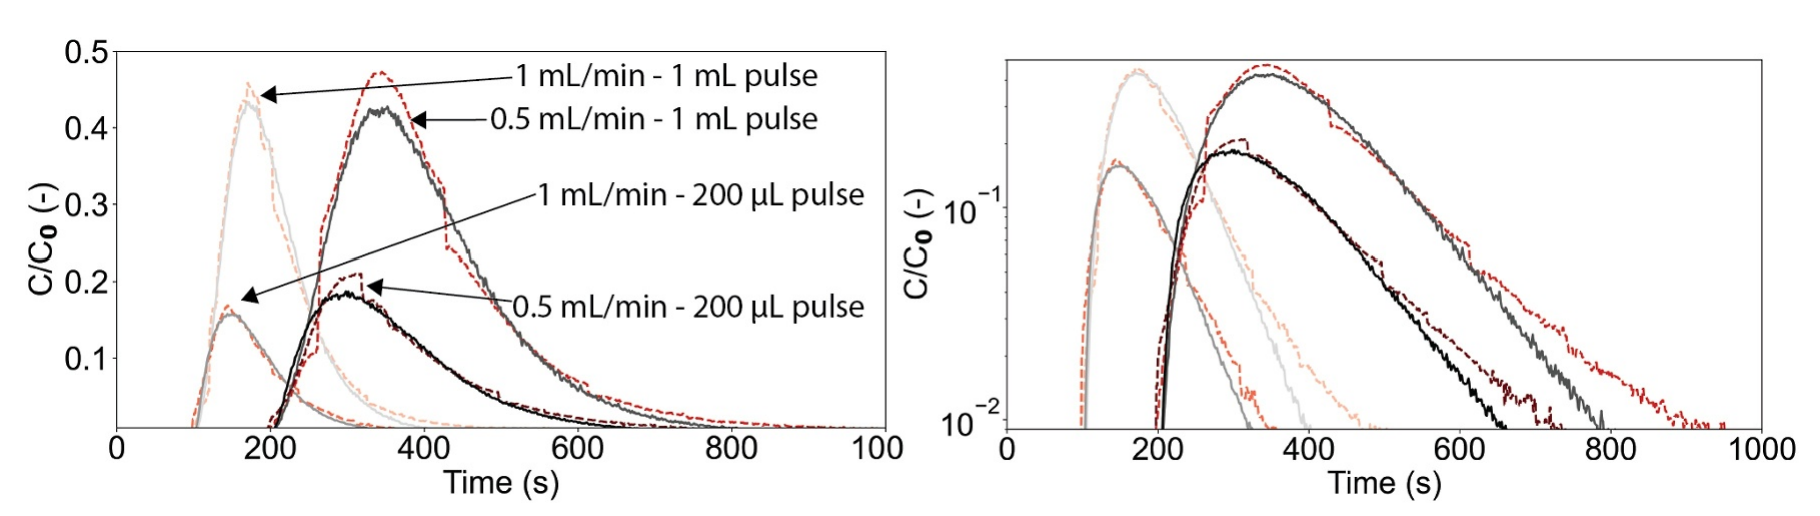 0.5
0.4
0.3
0.2
0.1
C/C₀ (-)
1 mL/min - 1 mL pulse
0.5 mL/min - 1 mL pulse
1 mL/min - 200 µL pulse
0.5 mL/min - 200 µL pulse
0 200 400 600 800 100
Time (s)
C/C₀ (-)
10⁻¹
10⁻²
0 200 400 600 800 1000
Time (s)